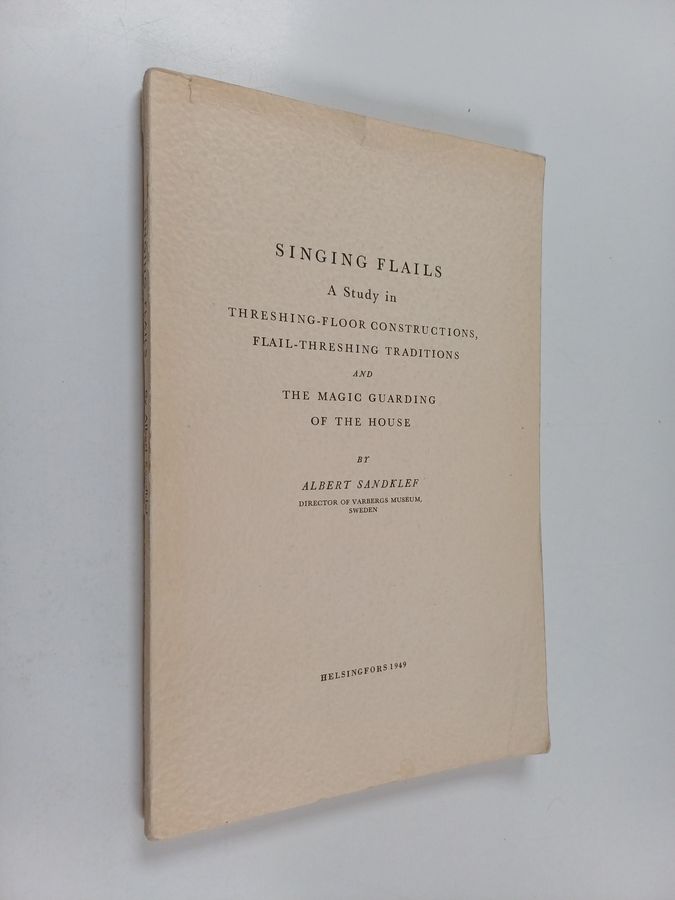 SINGING FLAILS
A Study in
THRESHING-FLOOR CONSTRUCTIONS,
FLAIL-THRESHING TRADITIONS
AND
THE MAGIC GUARDING
OF THE HOUSE
BY
ALBERT SANDKLEF
DIRECTOR OF VARBERGS MUSEUM,
SWEDEN
HELSINGFORS 1949